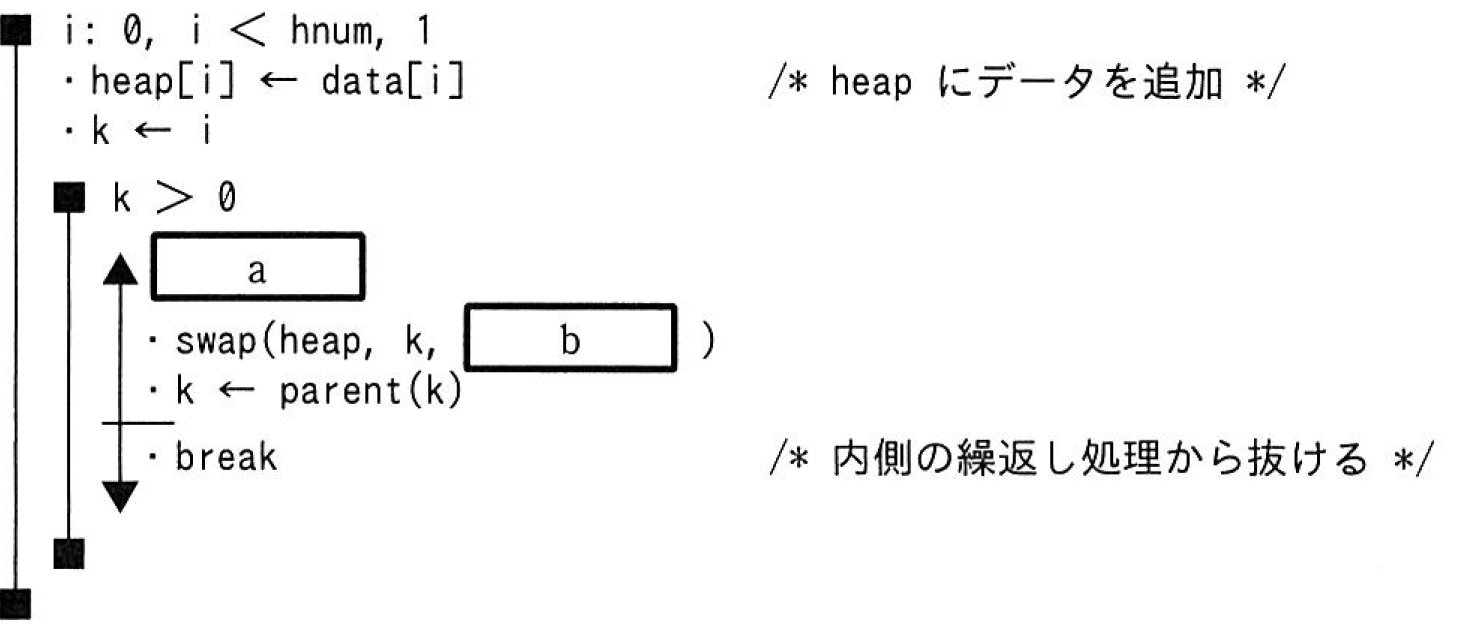 i: 0, i < hnum, 1
・heap[i] ← data[i] /* heap にデータを追加 */
・k ← i
k > 0
a
・swap(heap, k, b )
・k ← parent(k)
・break /* 内側の繰返し処理から抜ける */